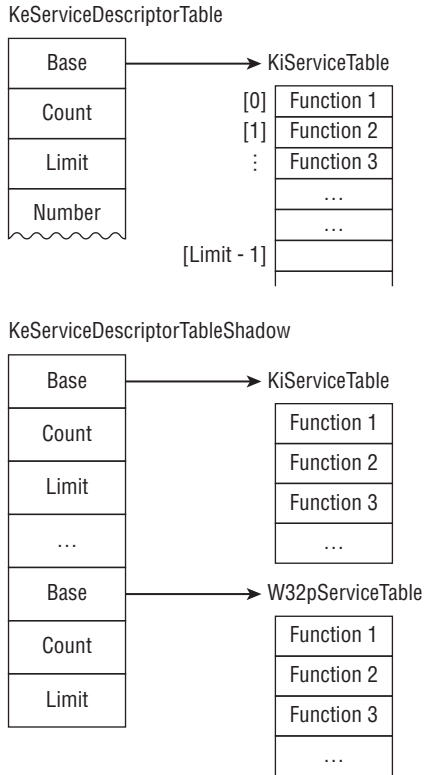 KeServiceDescriptorTable
Base
KiServiceTable
Count
Limit
Number
[0] Function 1
[1] Function 2
⋮ Function 3
...
...
[Limit - 1]
KeServiceDescriptorTableShadow
Base
KiServiceTable
Count
Limit
...
Function 1
Function 2
Function 3
...
Base
W32pServiceTable
Count
Limit
Function 1
Function 2
Function 3
...